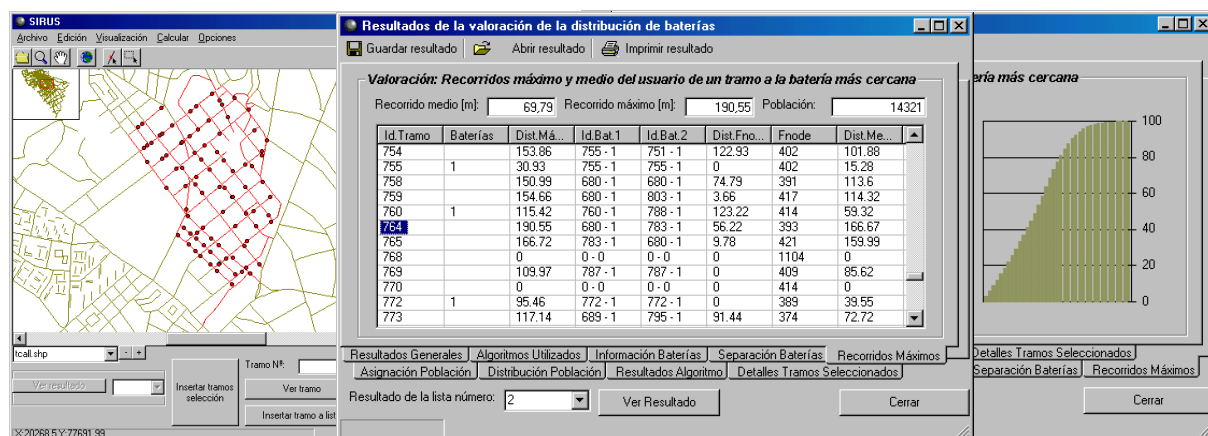 SIRUS
Archivo Edición Visualización Calcular Opciones
tcall.shp - +
Ver resultado
Insertar tramos selección
Tramo Nº:
Ver tramo
Insertar tramo a list
X:20268.5 Y:77691.99
Resultados de la valoración de la distribución de baterías
Guardar resultado Abrir resultado Imprimir resultado
Valoración: Recorridos máximo y medio del usuario de un tramo a la batería más cercana
Recorrido medio [m]: 69,79 Recorrido máximo [m]: 190,55 Población: 14321
Id.Tramo Baterías Dist.Má... Id.Bat.1 Id.Bat.2 Dist.Fno... Fnode Dist.Me...
754 153.86 755 - 1 751 - 1 122.93 402 101.88
755 1 30.93 755 - 1 755 - 1 0 402 15.28
758 150.99 680 - 1 680 - 1 74.79 391 113.6
759 154.66 680 - 1 803 - 1 3.66 417 114.32
760 1 115.42 760 - 1 788 - 1 123.22 414 59.32
764 190.55 680 - 1 783 - 1 56.22 393 166.67
765 166.72 783 - 1 680 - 1 9.78 421 159.99
768 0 0 - 0 0 - 0 0 1104 0
769 109.97 787 - 1 787 - 1 0 409 85.62
770 0 0 - 0 0 - 0 0 414 0
772 1 95.46 772 - 1 772 - 1 0 389 39.55
773 117.14 689 - 1 795 - 1 91.44 374 72.72
Resultados Generales Algoritmos Utilizados Información Baterías Separación Baterías Recorridos Máximos
Asignación Población Distribución Población Resultados Algoritmo Detalles Tramos Seleccionados
Resultado de la lista número: 2 Ver Resultado Cerrar
ería más cercana
100
80
60
40
20
0
Detalles Tramos Seleccionados
Separación Baterías Recorridos Máximos
Cerrar